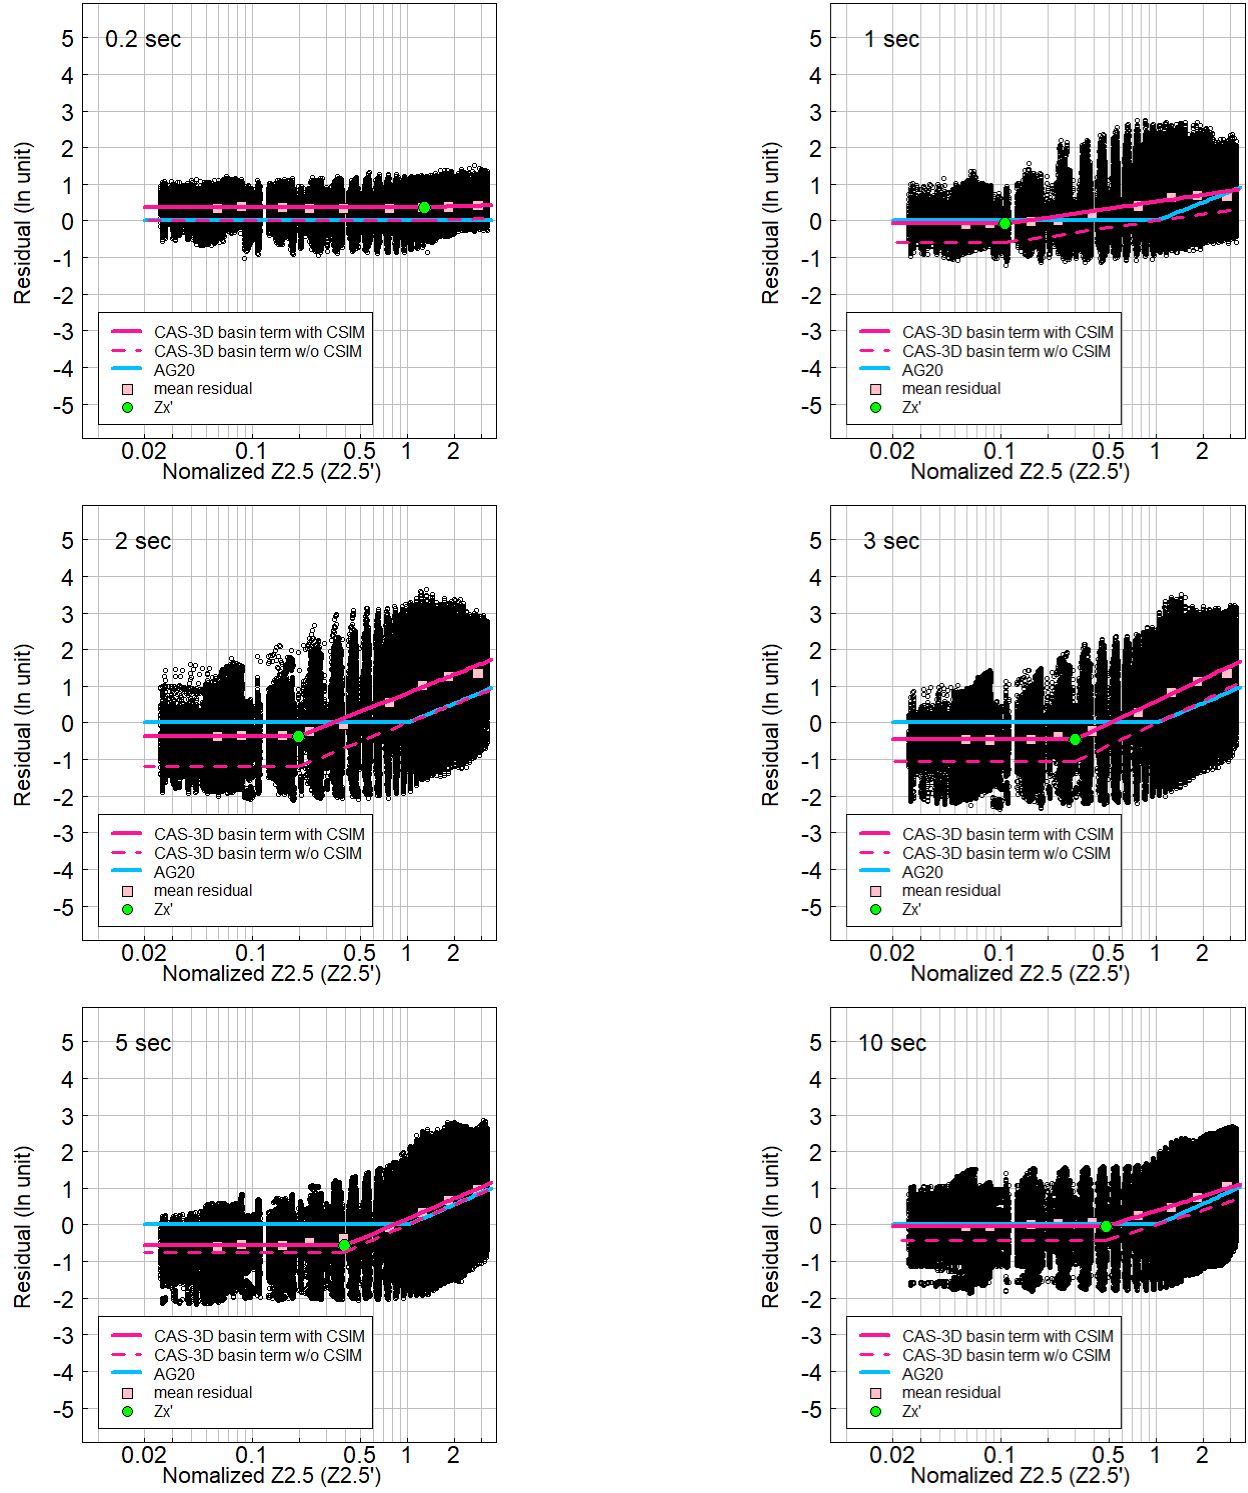 0.2 sec
5
4
3
2
1
0
-1
-2
-3
-4
-5
Residual (ln unit)
CAS-3D basin term with CSIM
CAS-3D basin term w/o CSIM
AG20
mean residual
Zx'
0.02 0.1 0.5 1 2
Nomalized Z2.5 (Z2.5')
1 sec
5
4
3
2
1
0
-1
-2
-3
-4
-5
Residual (ln unit)
CAS-3D basin term with CSIM
CAS-3D basin term w/o CSIM
AG20
mean residual
Zx'
0.02 0.1 0.5 1 2
Nomalized Z2.5 (Z2.5')
2 sec
5
4
3
2
1
0
-1
-2
-3
-4
-5
Residual (ln unit)
CAS-3D basin term with CSIM
CAS-3D basin term w/o CSIM
AG20
mean residual
Zx'
0.02 0.1 0.5 1 2
Nomalized Z2.5 (Z2.5')
3 sec
5
4
3
2
1
0
-1
-2
-3
-4
-5
Residual (ln unit)
CAS-3D basin term with CSIM
CAS-3D basin term w/o CSIM
AG20
mean residual
Zx'
0.02 0.1 0.5 1 2
Nomalized Z2.5 (Z2.5')
5 sec
5
4
3
2
1
0
-1
-2
-3
-4
-5
Residual (ln unit)
CAS-3D basin term with CSIM
CAS-3D basin term w/o CSIM
AG20
mean residual
Zx'
0.02 0.1 0.5 1 2
Nomalized Z2.5 (Z2.5')
10 sec
5
4
3
2
1
0
-1
-2
-3
-4
-5
Residual (ln unit)
CAS-3D basin term with CSIM
CAS-3D basin term w/o CSIM
AG20
mean residual
Zx'
0.02 0.1 0.5 1 2
Nomalized Z2.5 (Z2.5')